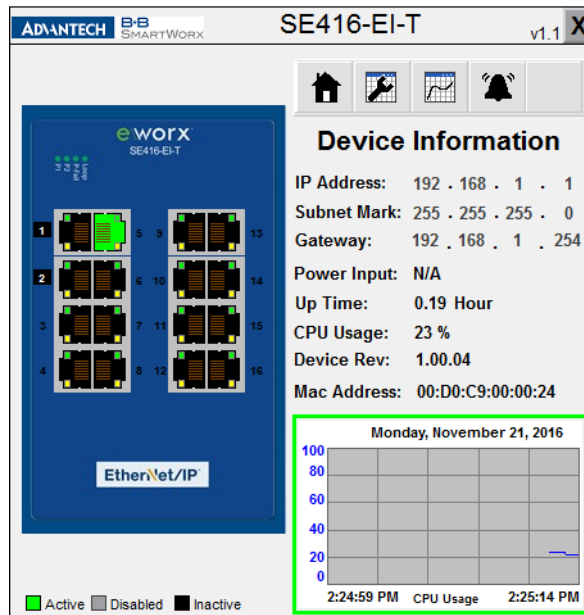 ADVANTECH B+B SMARTWORX SE416-EI-T v1.1 X
eworx
SE416-EI-T
P1 P2 P-Fail Loop
1 5 9 13
2 6 10 14
3 7 11 15
4 8 12 16
EtherNet/IP
Active Disabled Inactive
Device Information
IP Address: 192 . 168 . 1 . 1
Subnet Mark: 255 . 255 . 255 . 0
Gateway: 192 . 168 . 1 . 254
Power Input: N/A
Up Time: 0.19 Hour
CPU Usage: 23 %
Device Rev: 1.00.04
Mac Address: 00:D0:C9:00:00:24
Monday, November 21, 2016
100
80
60
40
20
0
2:24:59 PM CPU Usage 2:25:14 PM